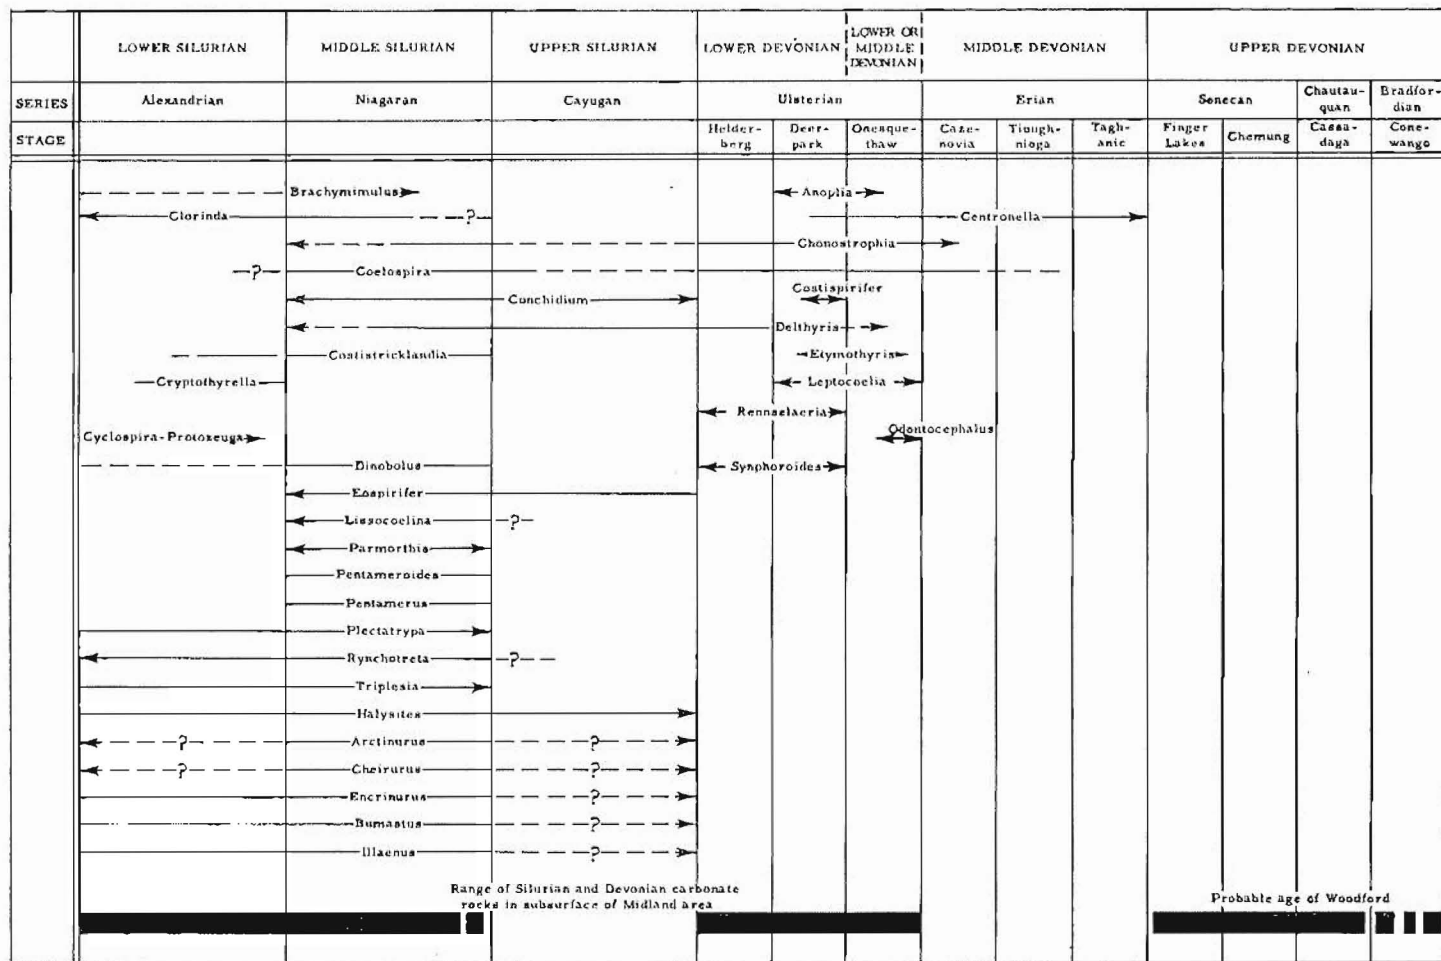 LOWER SILURIAN
MIDDLE SILURIAN
UPPER SILURIAN
LOWER DEVONIAN
LOWER OR
MIDDLE
DEVONIAN
MIDDLE DEVONIAN
UPPER DEVONIAN
SERIES
Alexandrian
Niagaran
Cayugan
Ulsterian
Erian
Senecan
Chautau-
quan
Bradfor-
dian
STAGE
Helder-
berg
Deer-
park
Onesque-
thaw
Caze-
novia
Tiough-
nioga
Tagh-
anic
Finger
Lakes
Chemung
Cassa-
daga
Cone-
wango
Brachymimulus
Anoplia
Clorinda
?
Centronella
Chonostrophia
?
Coelospira
Conchidium
Costispirifer
Delthyris
Costistricklandia
Etymothyris
Cryptothyrella
Leptocoelia
Rennselaeria
Cyclospira-Protozeuga
Odontocephalus
Dinobolus
Synphoroides
Eospirifer
Lissocoelina
?
Parmorthis
Pentameroides
Pentamerus
Plectatrypa
Rynchotreta
?
Triplesia
Halysites
?
Arctinurus
?
?
Cheirurus
?
Encrinurus
?
Bumastus
?
Illaenus
?
Range of Silurian and Devonian carbonate
rocks in subsurface of Midland area
Probable age of Woodford